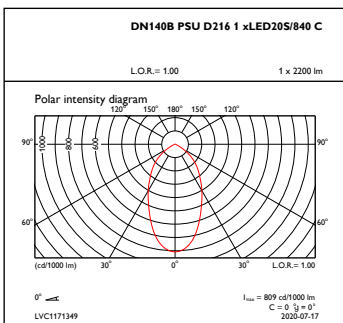 DN140B PSU D216 1 xLED20S/840 C
L.O.R.= 1.00 1 x 2200 lm
Polar intensity diagram
120° 150° 180° 150° 120°
90° 1000 800 600 90°
60° 60°
(cd/1000 lm) 30° 0° 30° L.O.R.= 1.00
0°
Imax = 809 cd/1000 lm
C = 0 °
LVC1171349 2020-07-17